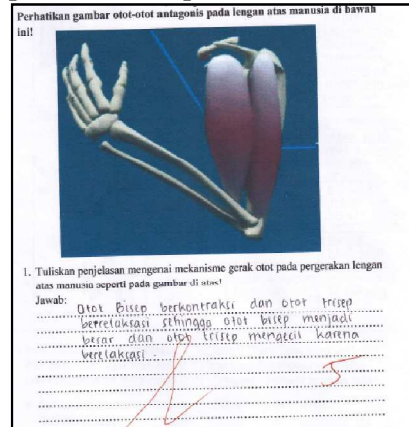 Perhatikan gambar otot-otot antagonis pada lengan atas manusia di bawah
ini!
1. Tuliskan penjelasan mengenai mekanisme gerak otot pada pergerakan lengan
atas manusia seperti pada gambar di atas!
Jawab:
Otot Bisep berkontraksi dan otot trisep
berrelaksasi sehingga otot bisep menjadi
besar dan otot trisep mengecil karena
berelaksasi.
5